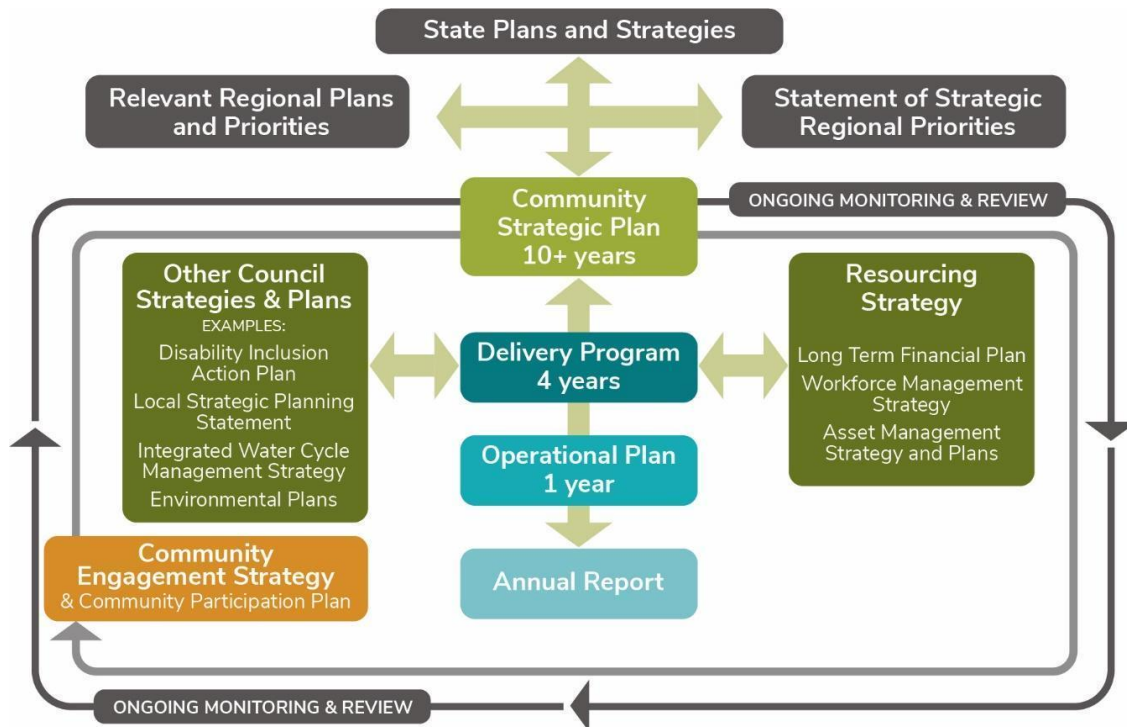 State Plans and Strategies
Relevant Regional Plans
and Priorities
Statement of Strategic
Regional Priorities
Community
Strategic Plan
10+ years
ONGOING MONITORING & REVIEW
Other Council
Strategies & Plans
EXAMPLES:
Disability Inclusion
Action Plan
Local Strategic Planning
Statement
Integrated Water Cycle
Management Strategy
Environmental Plans
Delivery Program
4 years
Resourcing
Strategy
Long Term Financial Plan
Workforce Management
Strategy
Asset Management
Strategy and Plans
Operational Plan
1 year
Community
Engagement Strategy
& Community Participation Plan
Annual Report
ONGOING MONITORING & REVIEW